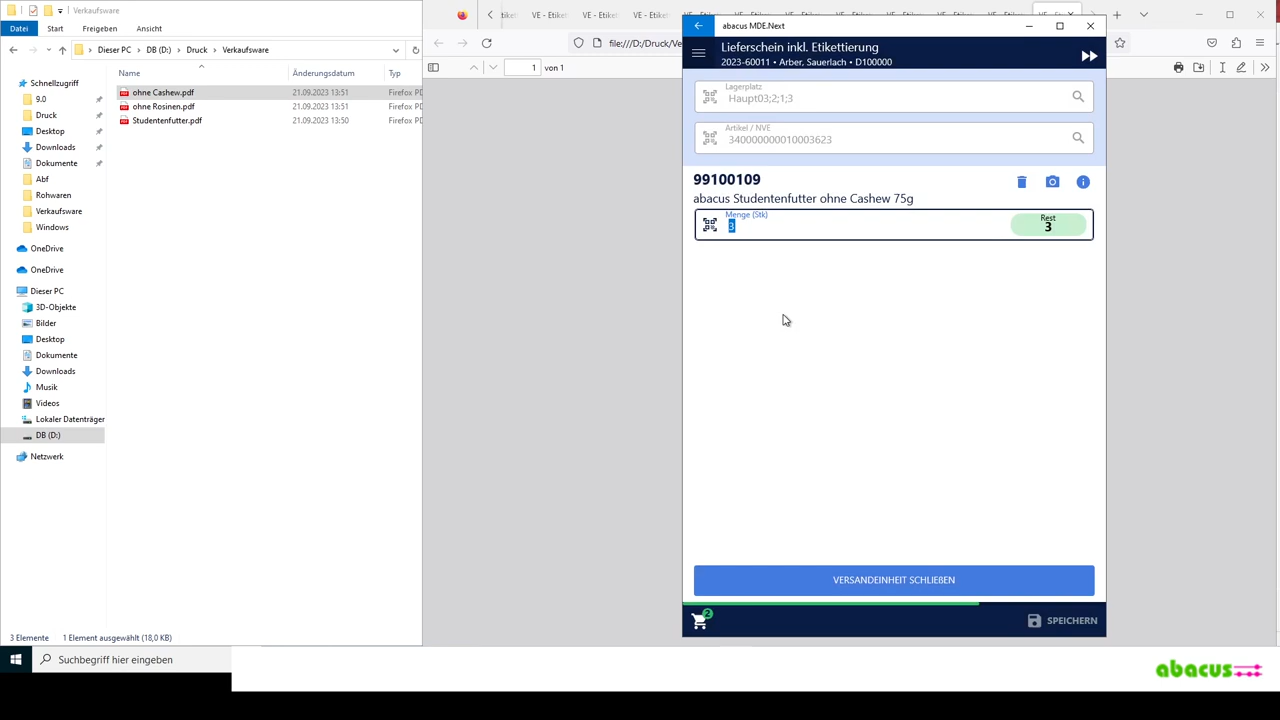 Verkaufsware
Datei Start Freigeben Ansicht
Dieser PC DB (D:) Druck Verkaufsware
Name Änderungsdatum Typ
ohne Cashew.pdf 21.09.2023 13:51 Firefox PD
ohne Rosinen.pdf 21.09.2023 13:51 Firefox PD
Studentenfutter.pdf 21.09.2023 13:50 Firefox PD
Schnellzugriff
9.0
Druck
Desktop
Downloads
Dokumente
Abf
Rohwaren
Verkaufsware
Windows
OneDrive
OneDrive
Dieser PC
3D-Objekte
Bilder
Desktop
Dokumente
Downloads
Musik
Videos
Lokaler Datenträger
DB (D:)
Netzwerk
3 Elemente 1 Element ausgewählt (18,0 KB)
Suchbegriff hier eingeben
VE - Etik VE - Etik VE - Etik
file:///D:/Druck/Ve
1 von 1
abacus MDE.Next
Lieferschein inkl. Etikettierung
2023-60011 • Arber, Sauerlach • D100000
Lagerplatz
Haupt03;2;1;3
Artikel / NVE
340000000010003623
99100109
abacus Studentenfutter ohne Cashew 75g
Menge (Stk)
3
Rest
3
VERSANDEINHEIT SCHLIEßEN
2
SPEICHERN
abacus